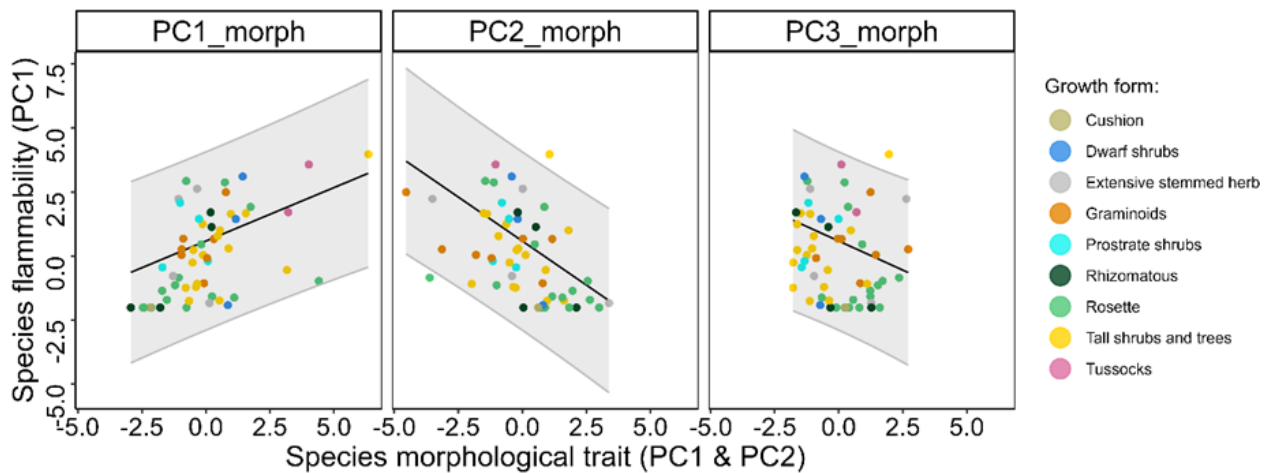 PC1_morph PC2_morph PC3_morph
Species flammability (PC1)
7.5
5.0
2.5
0.0
-2.5
-5.0
-5.0 -2.5 0.0 2.5 5.0 -5.0 -2.5 0.0 2.5 5.0 -5.0 -2.5 0.0 2.5 5.0
Species morphological trait (PC1 & PC2)
Growth form:
Cushion
Dwarf shrubs
Extensive stemmed herb
Graminoids
Prostrate shrubs
Rhizomatous
Rosette
Tall shrubs and trees
Tussocks